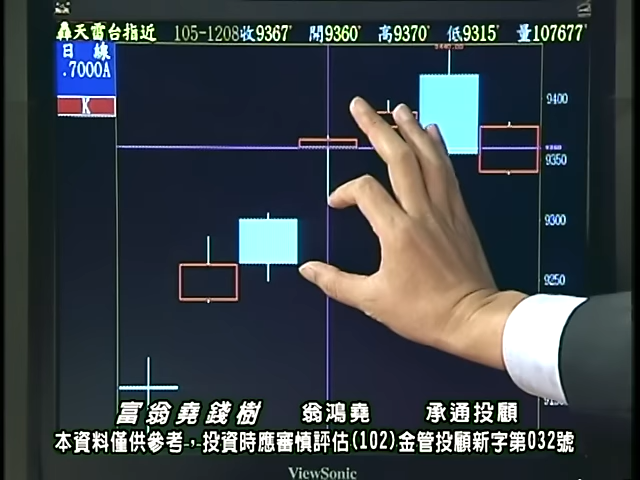 轟天雷台指近 105-1208收9367' 開9360' 高9370' 低9315' 量107677'
日 線
.7000A
K
9400
9350
9300
9250
富翁堯錢樹 翁鴻堯 承通投顧
本資料僅供參考,投資時應審慎評估(102)金管投顧新字第032號
ViewSonic